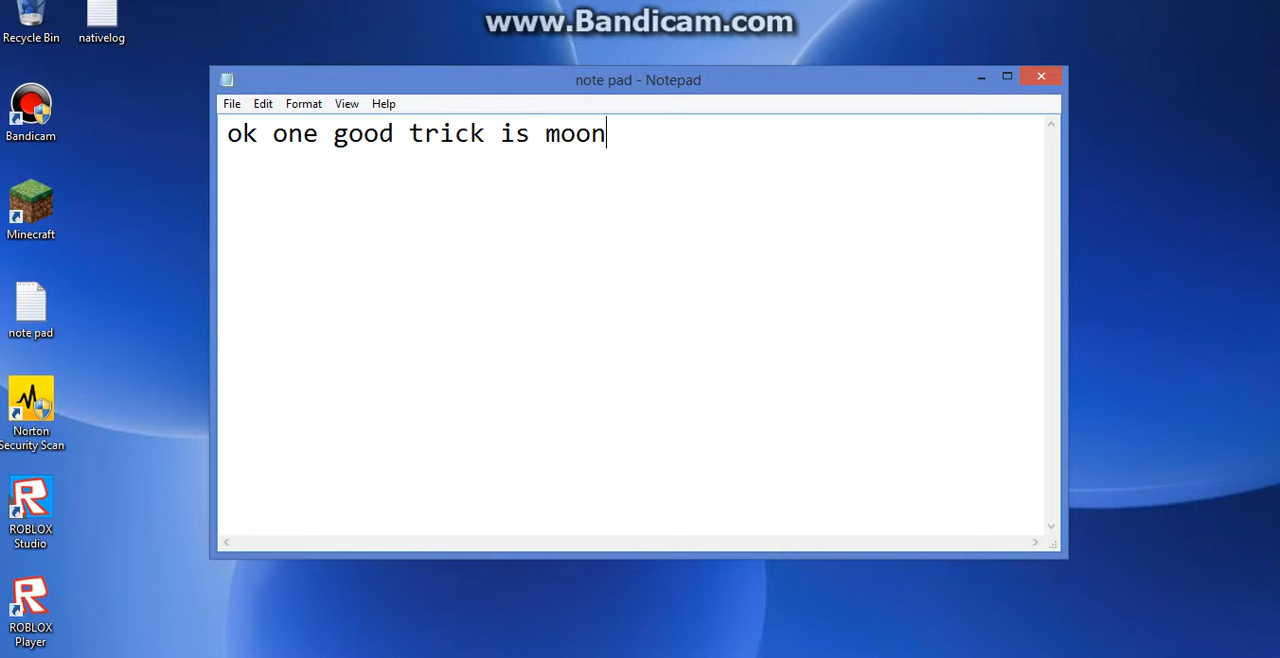 www.Bandicam.com
Recycle Bin
nativelog
note pad - Notepad
File Edit Format View Help
ok one good trick is moon
Bandicam
Minecraft
note pad
Norton
Security Scan
ROBLOX
Studio
ROBLOX
Player